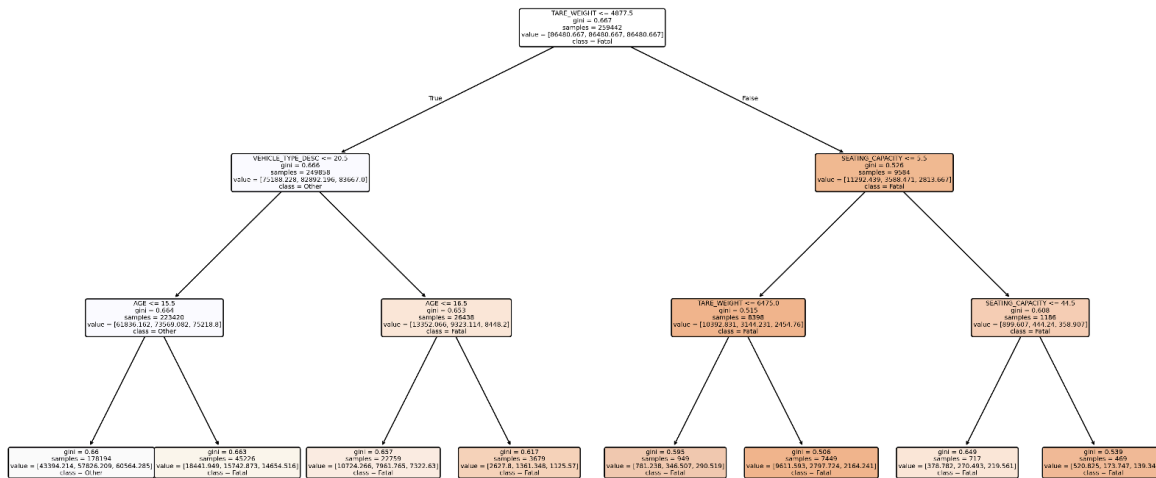 TARE_WEIGHT <= 4877.5
gini = 0.667
samples = 259442
value = [86480.667, 86480.667, 86480.667]
class = Fatal
True
False
VEHICLE_TYPE_DESC <= 20.5
gini = 0.666
samples = 249858
value = [75188.228, 82892.196, 83667.0]
class = Other
SEATING_CAPACITY <= 5.5
gini = 0.526
samples = 9584
value = [11292.439, 3588.471, 2813.667]
class = Fatal
AGE <= 15.5
gini = 0.664
samples = 223420
value = [61836.162, 73569.082, 75218.8]
class = Other
AGE <= 18.5
gini = 0.653
samples = 26438
value = [13352.066, 9323.114, 8448.2]
class = Fatal
TARE_WEIGHT <= 6475.0
gini = 0.515
samples = 8398
value = [10392.831, 3144.231, 2454.76]
class = Fatal
SEATING_CAPACITY <= 44.5
gini = 0.608
samples = 1186
value = [899.607, 444.24, 358.907]
class = Fatal
gini = 0.66
samples = 178194
value = [43394.214, 57826.209, 60564.285]
class = Other
gini = 0.663
samples = 45226
value = [18441.949, 15742.873, 14654.516]
class = Fatal
gini = 0.657
samples = 22759
value = [10724.266, 7961.765, 7322.63]
class = Fatal
gini = 0.617
samples = 3679
value = [2627.8, 1361.348, 1125.57]
class = Fatal
gini = 0.595
samples = 949
value = [781.238, 346.507, 290.519]
class = Fatal
gini = 0.506
samples = 7449
value = [9611.593, 2797.724, 2164.241]
class = Fatal
gini = 0.649
samples = 717
value = [378.782, 270.493, 219.561]
class = Fatal
gini = 0.539
samples = 469
value = [520.825, 173.747, 139.34
class = Fatal